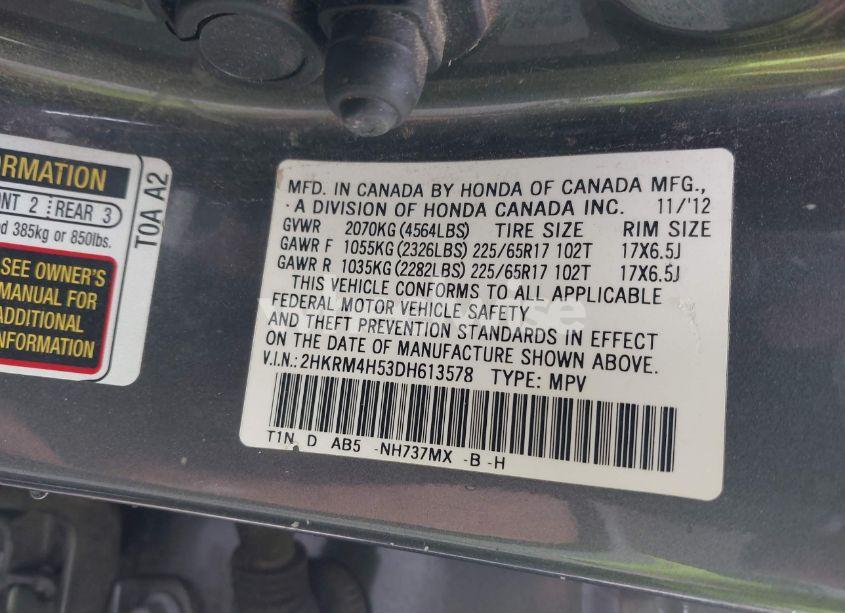 ORMATION
NT 2 REAR 3
d 385kg or 850lbs.
SEE OWNER'S
MANUAL FOR
ADDITIONAL
INFORMATION
T0A A2
MFD. IN CANADA BY HONDA OF CANADA MFG.,
A DIVISION OF HONDA CANADA INC. 11/'12
GVWR 2070KG (4564LBS) TIRE SIZE RIM SIZE
GAWR F 1055KG (2326LBS) 225/65R17 102T 17X6.5J
GAWR R 1035KG (2282LBS) 225/65R17 102T 17X6.5J
THIS VEHICLE CONFORMS TO ALL APPLICABLE
FEDERAL MOTOR VEHICLE SAFETY
AND THEFT PREVENTION STANDARDS IN EFFECT
ON THE DATE OF MANUFACTURE SHOWN ABOVE.
V.I.N.: 2HKRM4H53DH613578 TYPE: MPV
T1N D AB5 -NH737MX -B -H